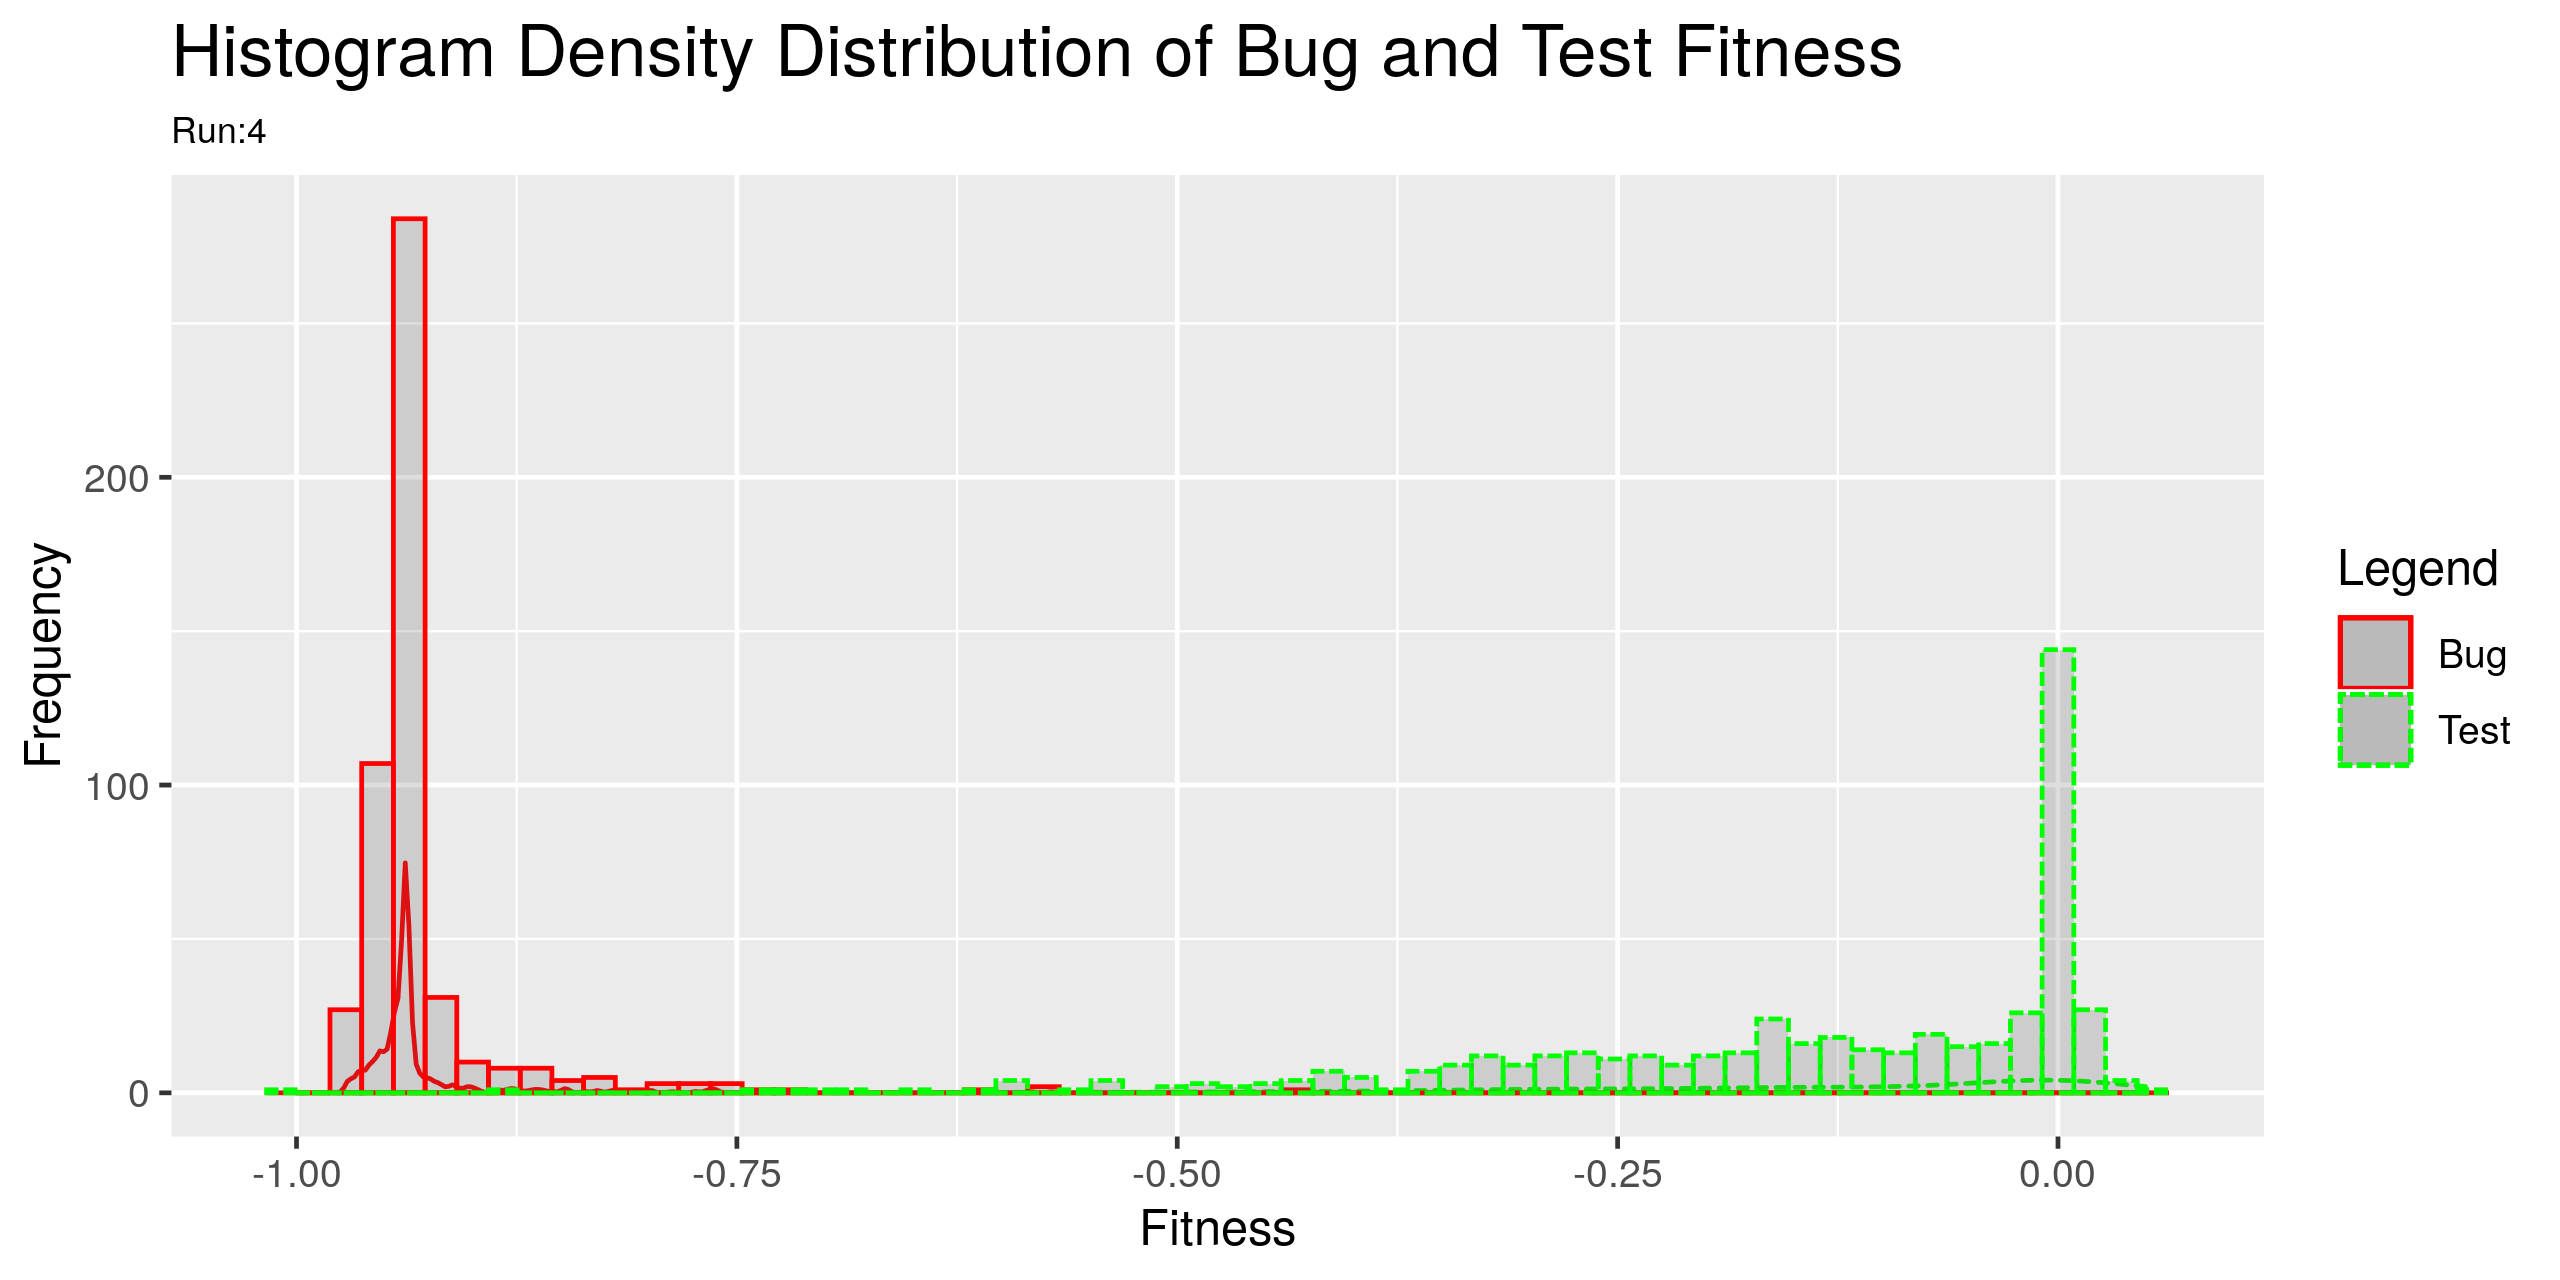 Histogram Density Distribution of Bug and Test Fitness
Run:4
Frequency
200
100
0
-1.00 -0.75 -0.50 -0.25 0.00
Fitness
Legend
Bug
Test